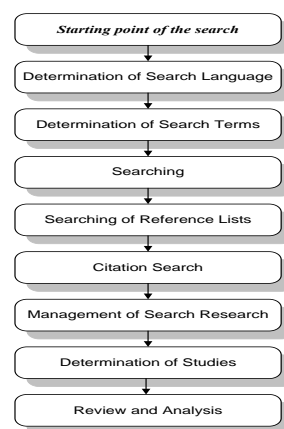 Starting point of the search
Determination of Search Language
Determination of Search Terms
Searching
Searching of Reference Lists
Citation Search
Management of Search Research
Determination of Studies
Review and Analysis